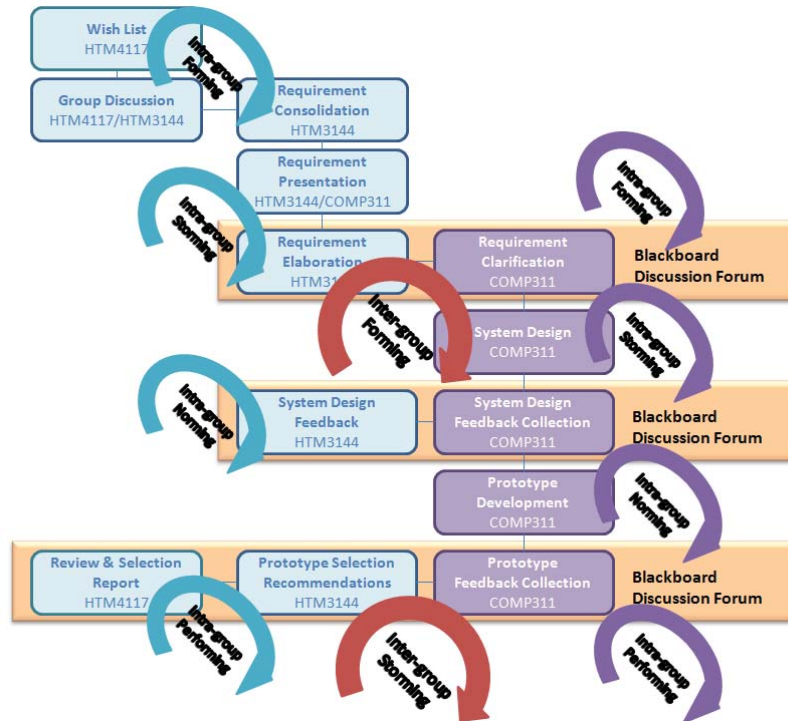 Wish List
HTM4117
Intra-group
Forming
Group Discussion
HTM4117/HTM3144
Requirement
Consolidation
HTM3144
Requirement
Presentation
HTM3144/COMP311
Intra-group
Forming
Intra-group
Storming
Requirement
Elaboration
Requirement
Clarification
COMP311
Blackboard
Discussion Forum
Inter-group
Forming
System Design
COMP311
Intra-group
Storming
Intra-group
Norming
System Design
Feedback
HTM3144
System Design
Feedback Collection
COMP311
Blackboard
Discussion Forum
Prototype
Development
COMP311
Intra-group
Norming
Review & Selection
Report
HTM4117
Prototype Selection
Recommendations
HTM3144
Prototype
Feedback Collection
COMP311
Blackboard
Discussion Forum
Intra-group
Performing
Inter-group
Storming
Intra-group
Performing